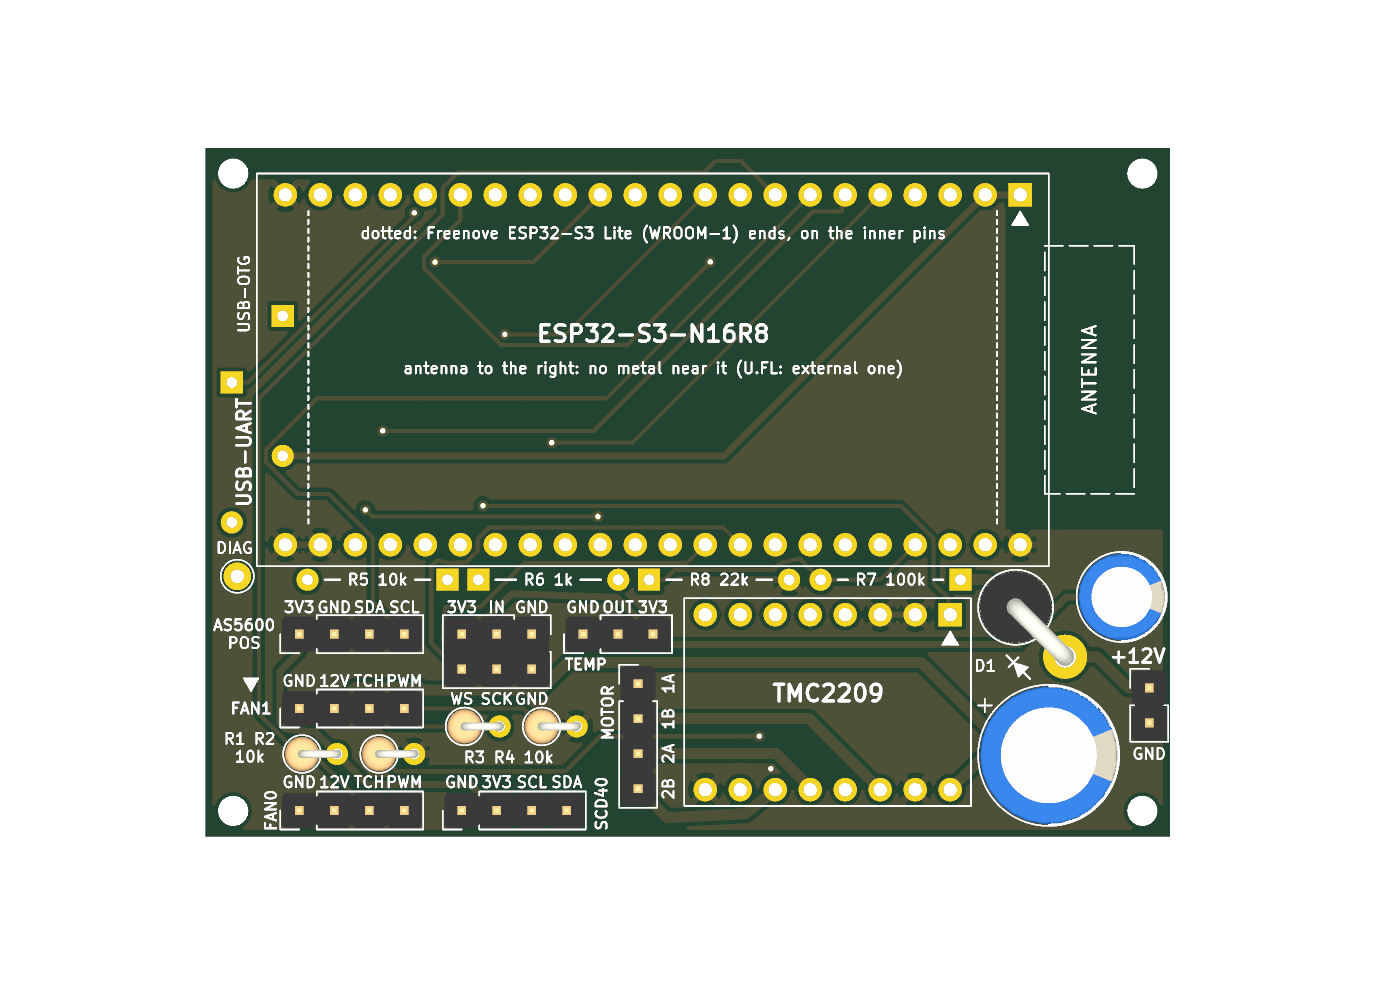 dotted: Freenove ESP32-S3 Lite (WROOM-1) ends, on the inner pins
USB-OTG
ESP32-S3-N16R8
antenna to the right: no metal near it (U.FL: external one)
ANTENNA
USB-UART
DIAG
R5 10k
R6 1k
R8 22k
R7 100k
3V3 GND SDA SCL
3V3 IN GND
GND OUT 3V3
AS5600
POS
TEMP
+12V
D1
GND 12V TCH PWM
WS SCK GND
MOTOR
1A
1B
2A
2B
TMC2209
+
FAN1
R1 R2
10k
R3 R4 10k
GND
GND 12V TCH PWM
GND 3V3 SCL SDA
FAN0
SCD40